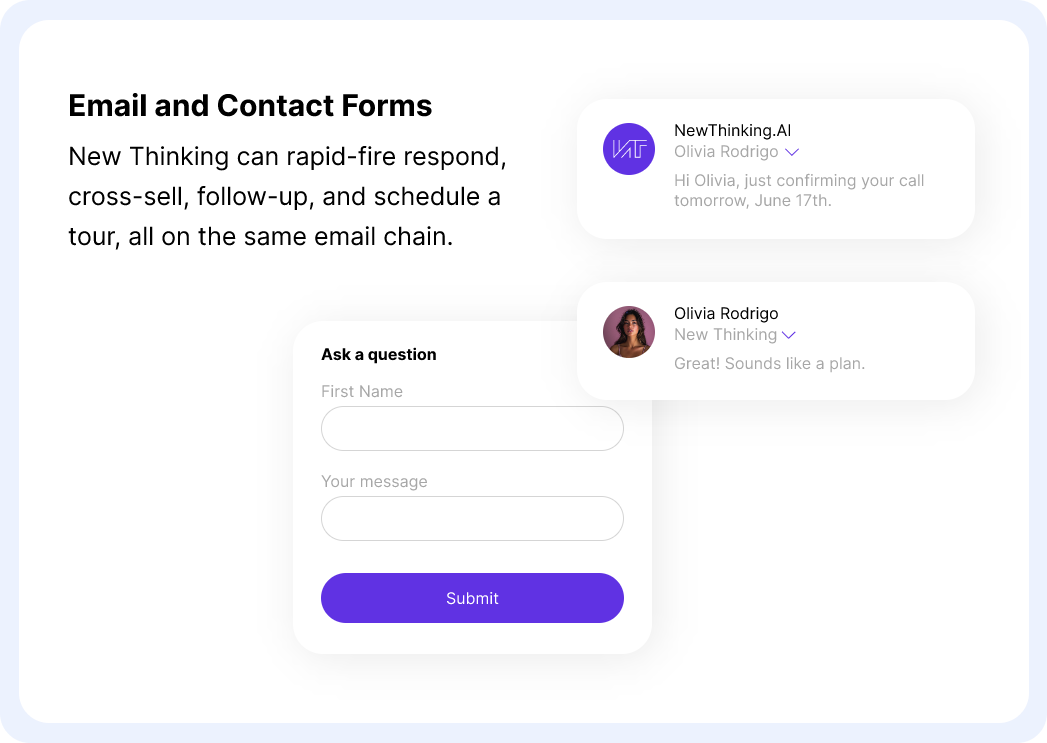 Email and Contact Forms
New Thinking can rapid-fire respond,
cross-sell, follow-up, and schedule a
tour, all on the same email chain.
NewThinking.AI
Olivia Rodrigo
Hi Olivia, just confirming your call
tomorrow, June 17th.
Olivia Rodrigo
New Thinking
Great! Sounds like a plan.
Ask a question
First Name
Your message
Submit